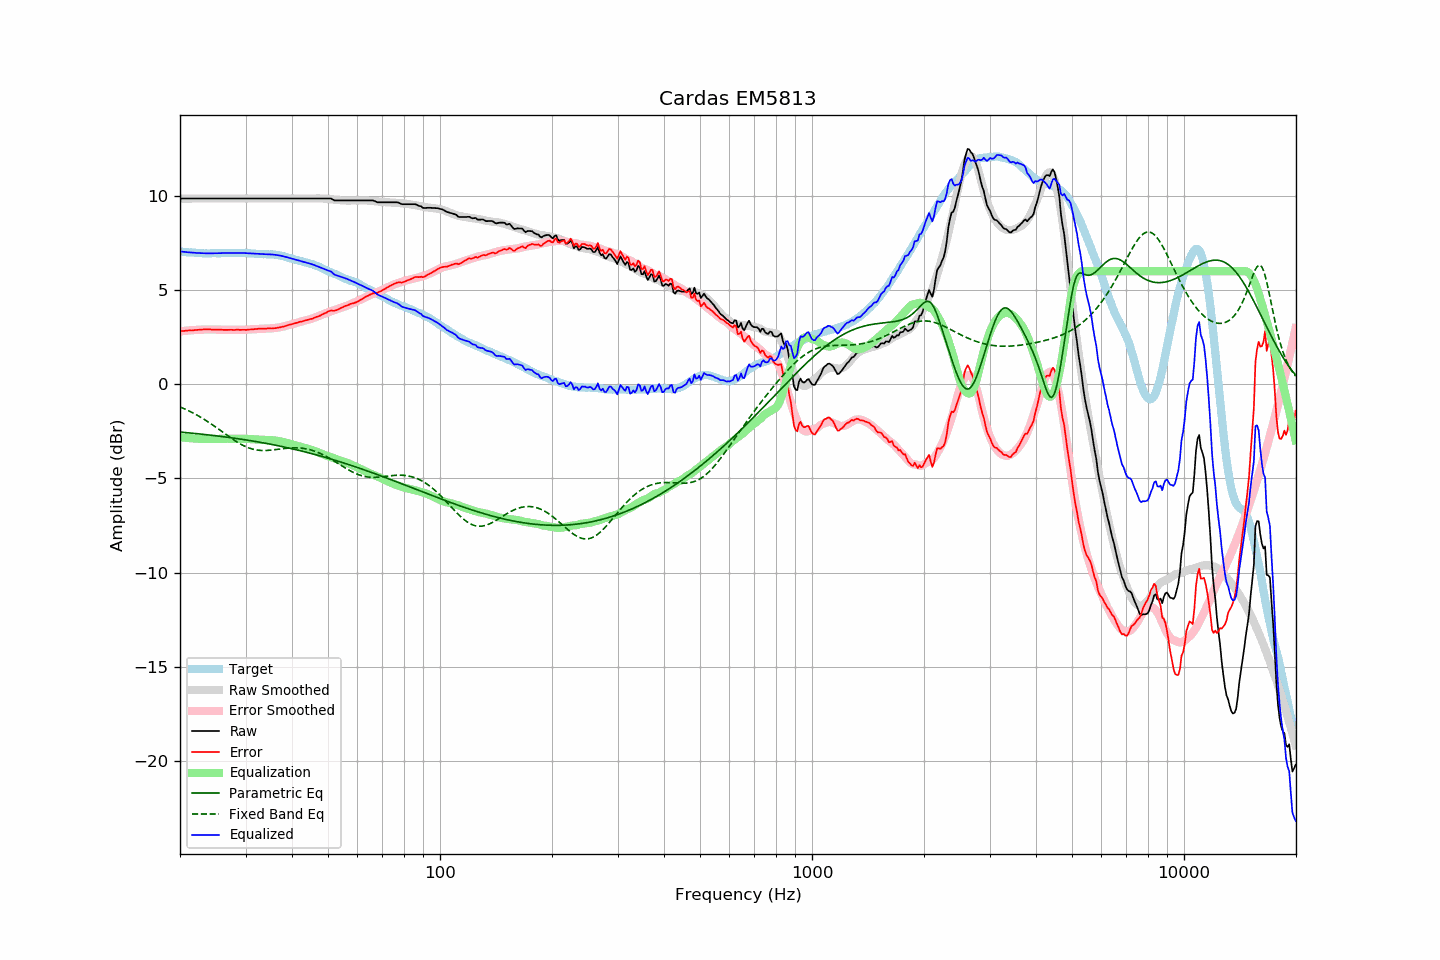 Cardas EM5813
Amplitude (dBr)
10
5
0
−5
−10
−15
−20
100
1000
10000
Frequency (Hz)
Target
Raw Smoothed
Error Smoothed
Raw
Error
Equalization
Parametric Eq
Fixed Band Eq
Equalized